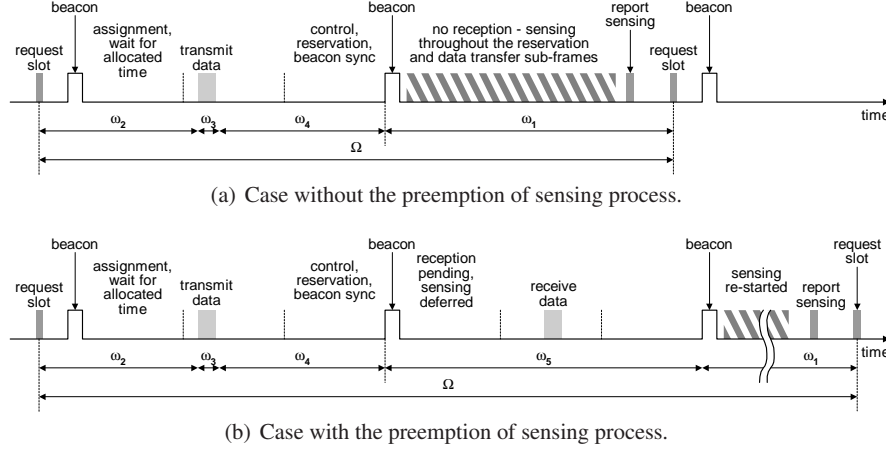 beacon
assignment,
wait for
allocated
time
request
slot
transmit
data
control,
reservation,
beacon sync
beacon
no reception - sensing
throughout the reservation
and data transfer sub-frames
report
sensing
request
slot
beacon
time
ω2
ω3
ω4
ω1
Ω
(a) Case without the preemption of sensing process.
beacon
assignment,
wait for
allocated
time
request
slot
transmit
data
control,
reservation,
beacon sync
beacon
reception
pending,
sensing
deferred
receive
data
beacon
sensing
re-started
report
sensing
request
slot
time
ω2
ω3
ω4
ω5
ω1
Ω
(b) Case with the preemption of sensing process.